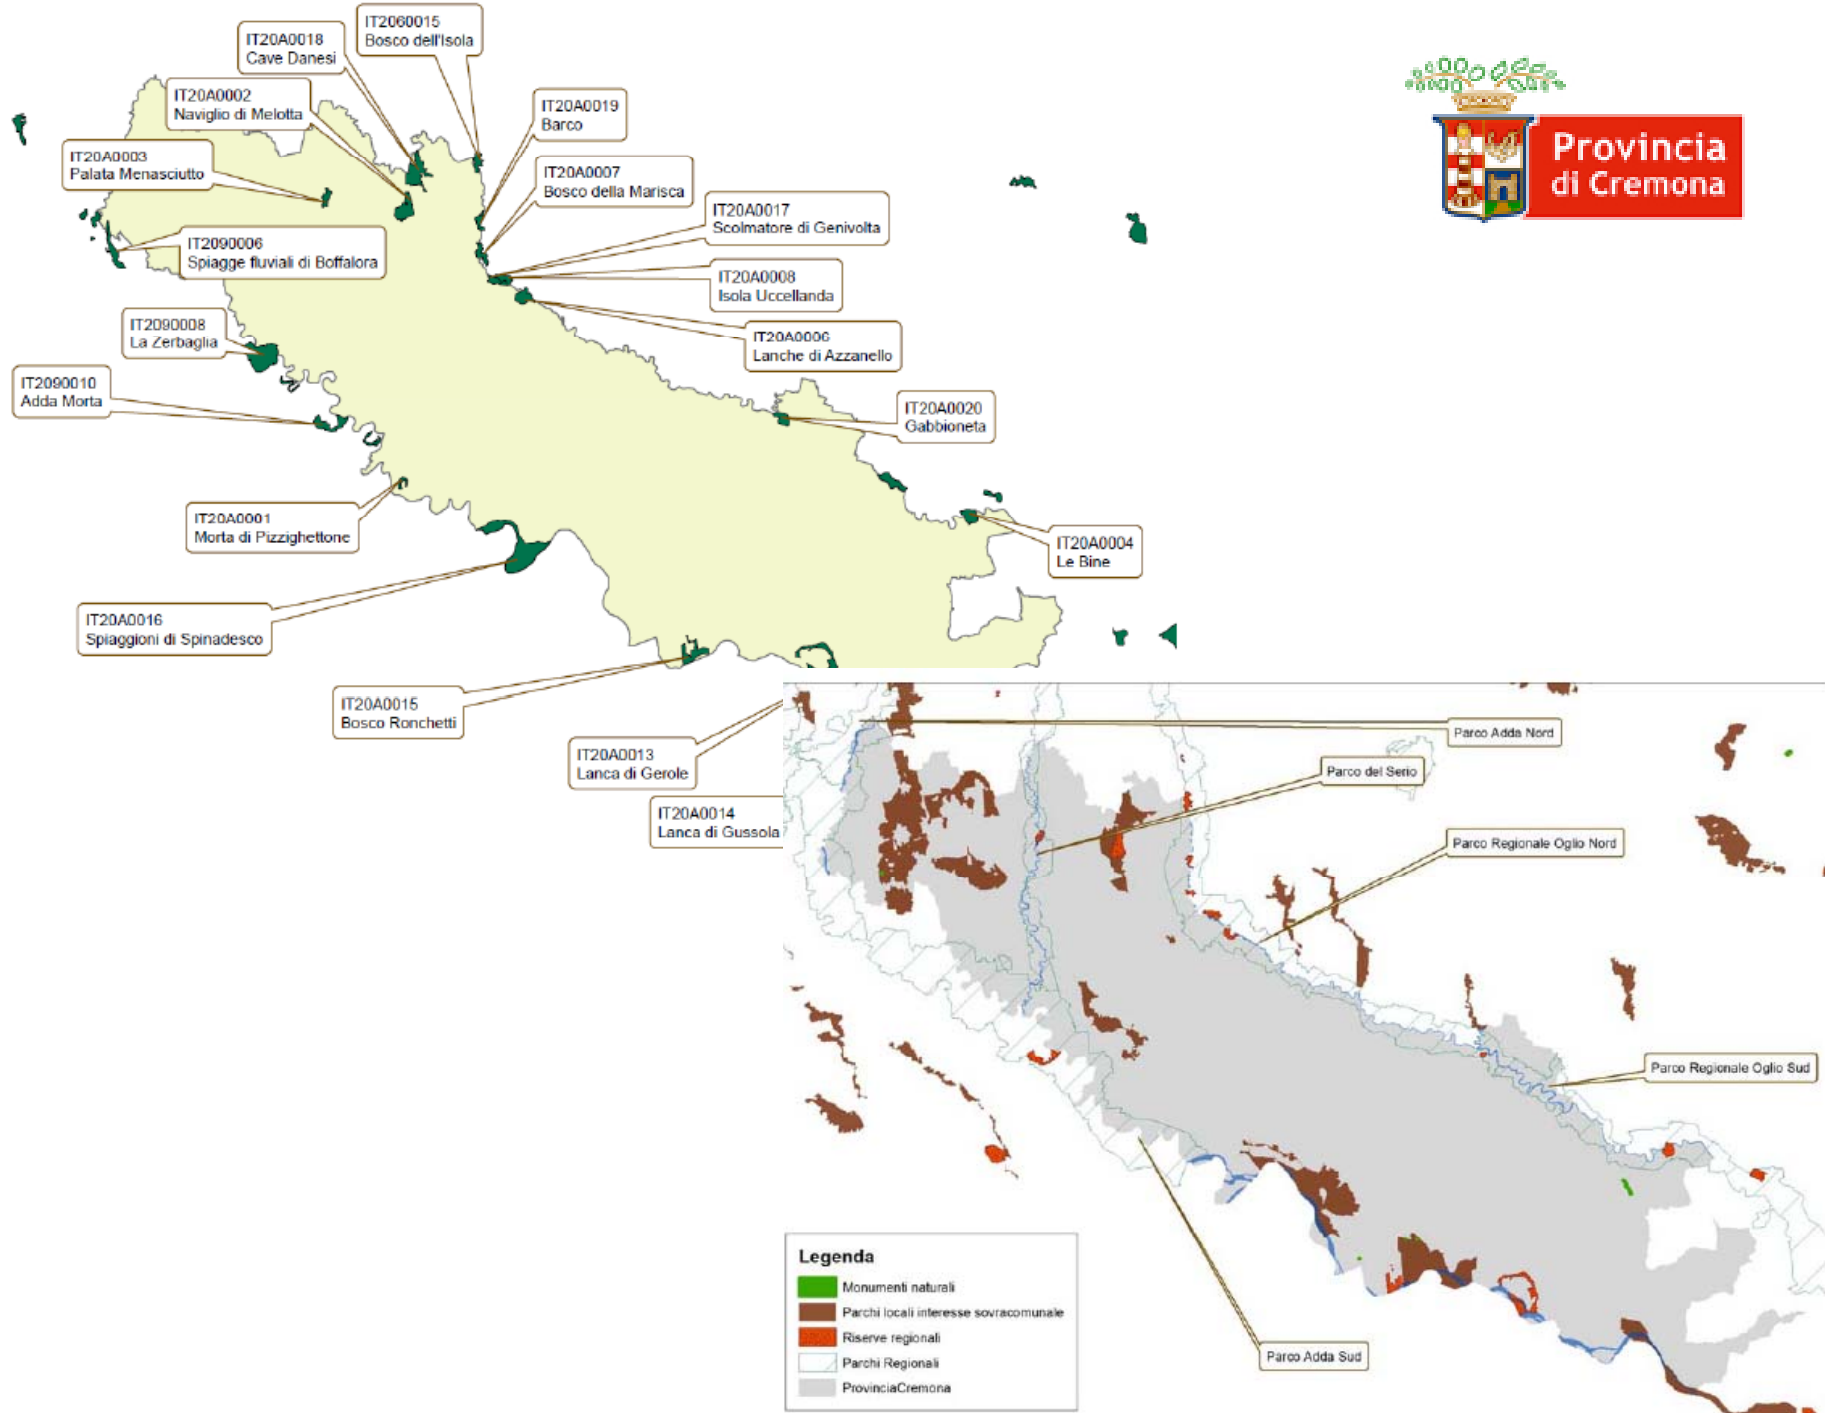 IT2060015
Bosco dell'Isola
IT20A0018
Cave Danesi
IT20A0002
Naviglio di Melotta
IT20A0019
Barco
IT20A0003
Palata Menasciutto
IT20A0007
Bosco della Marisca
IT20A0017
Scolmatore di Genivolta
IT2090006
Spiagge fluviali di Boffalora
IT20A0008
Isola Uccellanda
IT2090008
La Zerbaglia
IT20A0006
Lanche di Azzanello
IT2090010
Adda Morta
IT20A0020
Gabbioneta
IT20A0001
Morta di Pizzighettone
IT20A0004
Le Bine
IT20A0016
Spiaggioni di Spinadesco
IT20A0015
Bosco Ronchetti
IT20A0013
Lanca di Gerole
IT20A0014
Lanca di Gussola
Provincia
di Cremona
Parco Adda Nord
Parco del Serio
Parco Regionale Oglio Nord
Parco Regionale Oglio Sud
Parco Adda Sud
Legenda
Monumenti naturali
Parchi locali interesse sovracomunale
Riserve regionali
Parchi Regionali
ProvinciaCremona